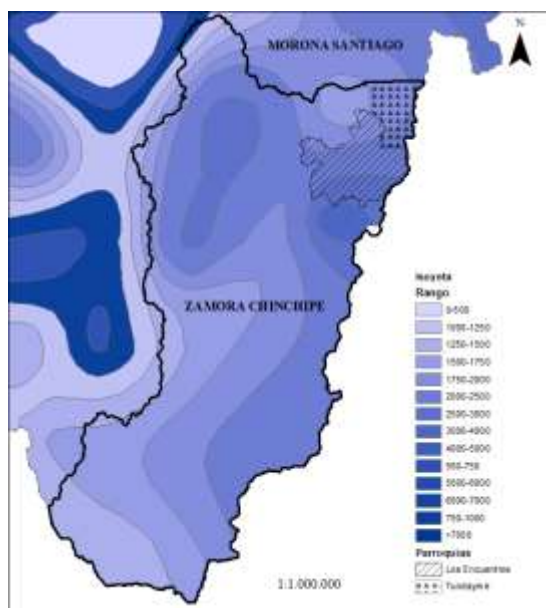 N
MORONA SANTIAGO
ZAMORA CHINCHIPE
Isoyeta
Rango
0-500
1000-1250
1250-1500
1500-1750
1750-2000
2000-2500
2500-3000
3000-4000
4000-5000
500-750
5000-6000
6000-7000
750-1000
>7000
Parroquias
Los Encuentros
Tundayme
1:1.000.000